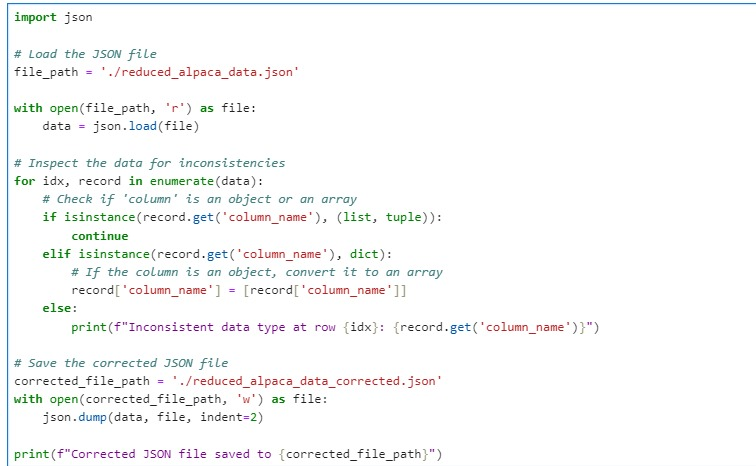 import json

# Load the JSON file
file_path = './reduced_alpaca_data.json'

with open(file_path, 'r') as file:
    data = json.load(file)

# Inspect the data for inconsistencies
for idx, record in enumerate(data):
    # Check if 'column' is an object or an array
    if isinstance(record.get('column_name'), (list, tuple)):
        continue
    elif isinstance(record.get('column_name'), dict):
        # If the column is an object, convert it to an array
        record['column_name'] = [record['column_name']]
    else:
        print(f"Inconsistent data type at row {idx}: {record.get('column_name')}")

# Save the corrected JSON file
corrected_file_path = './reduced_alpaca_data_corrected.json'
with open(corrected_file_path, 'w') as file:
    json.dump(data, file, indent=2)

print(f"Corrected JSON file saved to {corrected_file_path}")